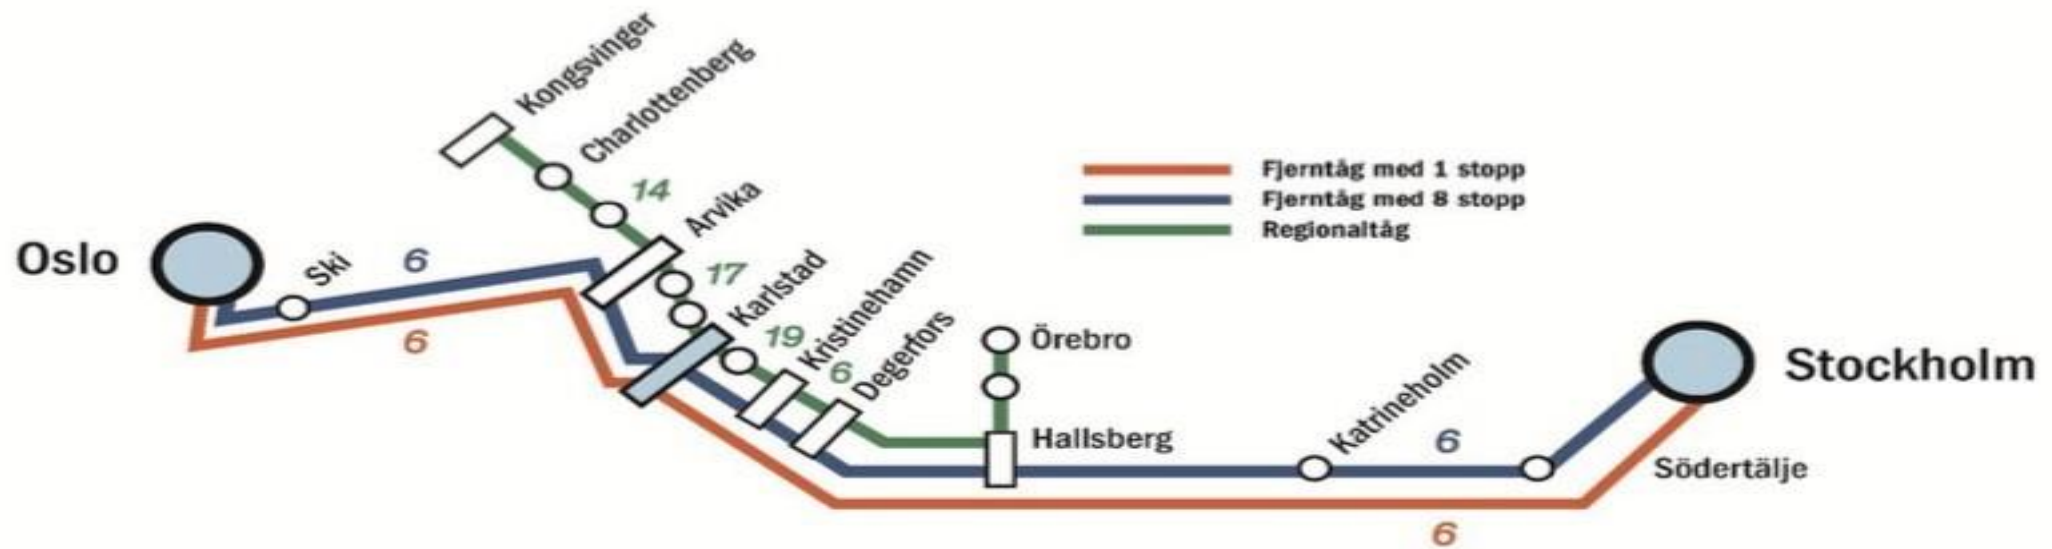 Kongsvinger
Charlottenberg
14
Arvika
Fjerntåg med 1 stopp
Fjerntåg med 8 stopp
Regionaltåg
Oslo
Ski
6
6
17
Karlstad
19
Kristinehamn
6
Degerfors
Örebro
Stockholm
Hallsberg
Katrineholm
6
Södertälje
6